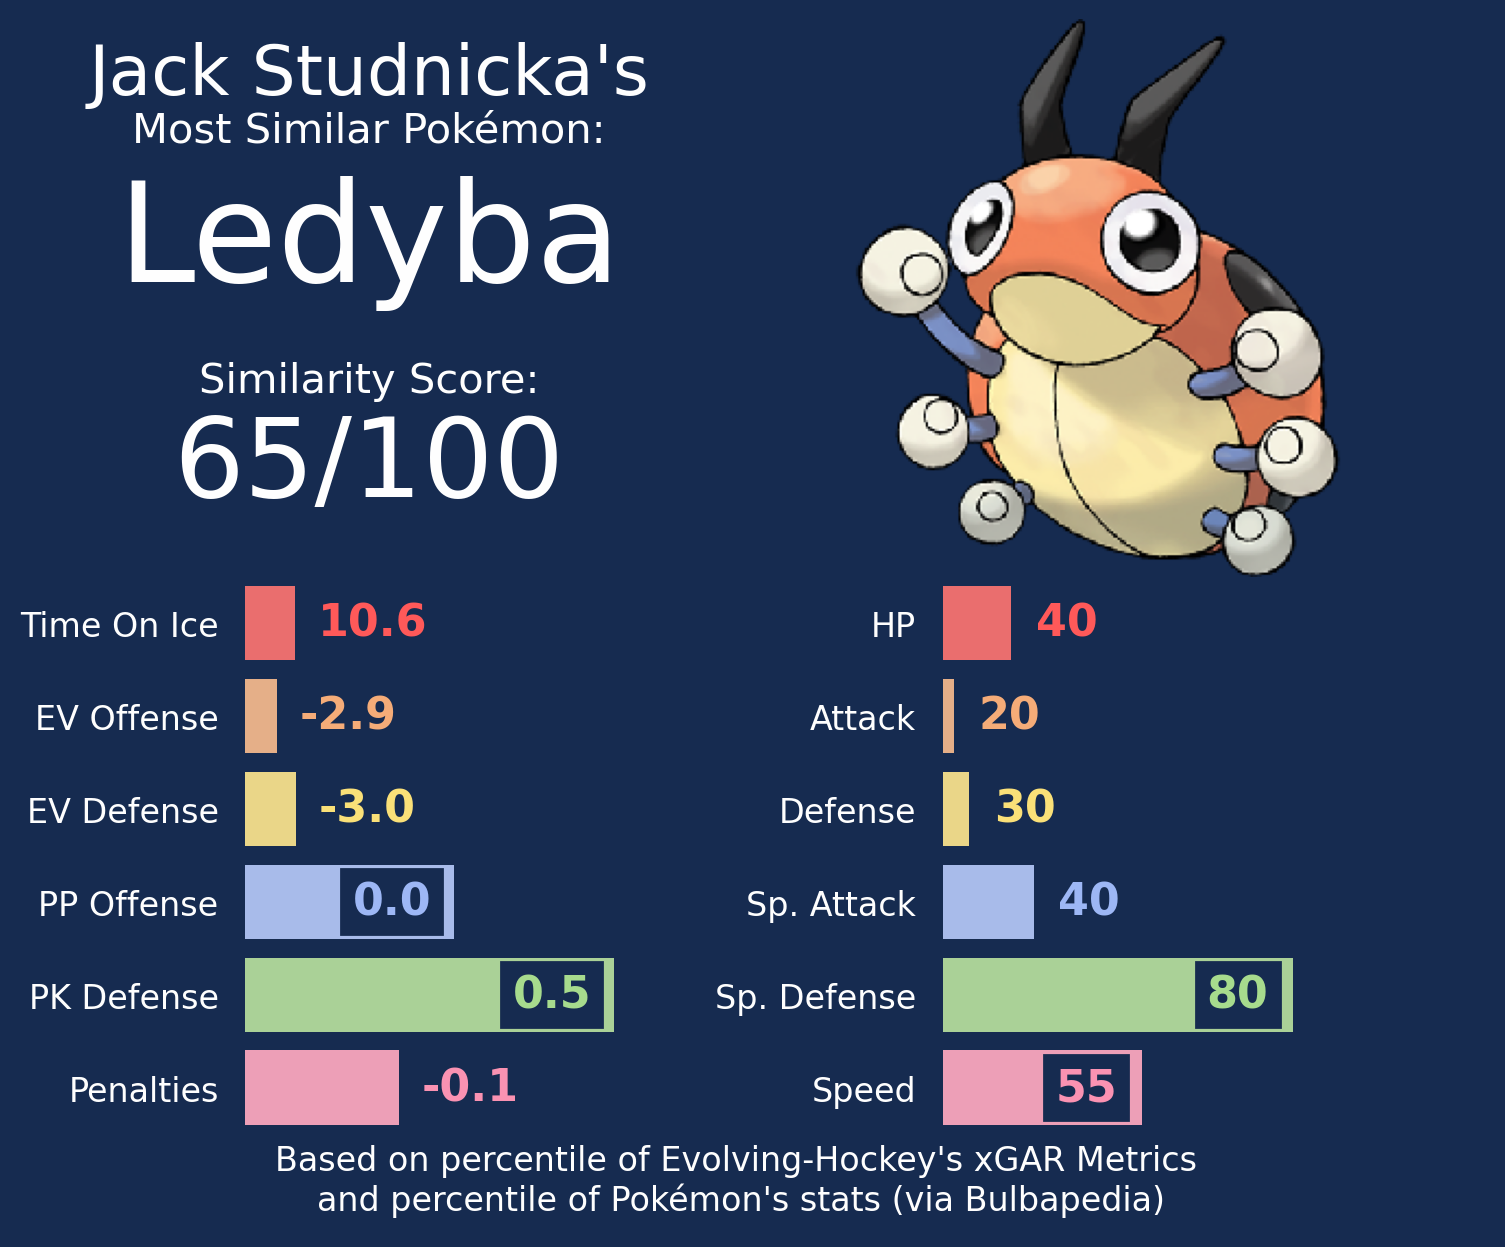 Jack Studnicka's
Most Similar Pokémon:
Ledyba
Similarity Score:
65/100
Time On Ice 10.6
EV Offense -2.9
EV Defense -3.0
PP Offense 0.0
PK Defense 0.5
Penalties -0.1
HP 40
Attack 20
Defense 30
Sp. Attack 40
Sp. Defense 80
Speed 55
Based on percentile of Evolving-Hockey's xGAR Metrics
and percentile of Pokémon's stats (via Bulbapedia)